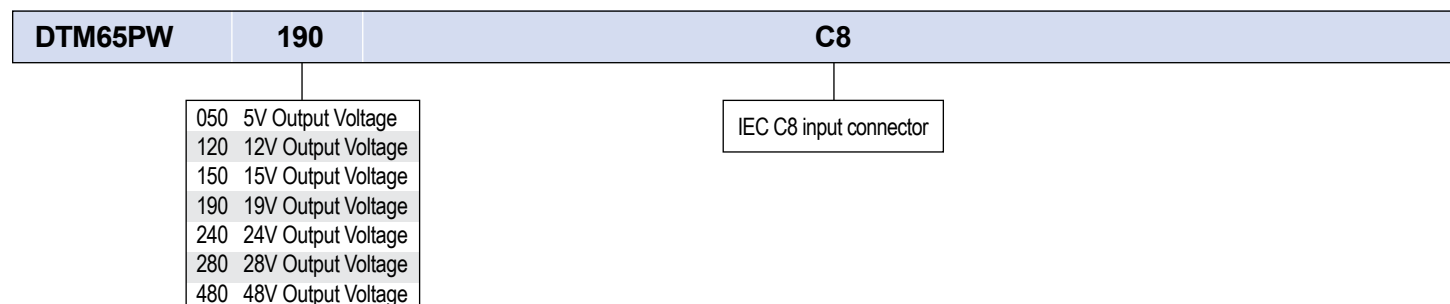 DTM65PW 190 C8
050 5V Output Voltage
120 12V Output Voltage
150 15V Output Voltage
190 19V Output Voltage
240 24V Output Voltage
280 28V Output Voltage
480 48V Output Voltage
IEC C8 input connector